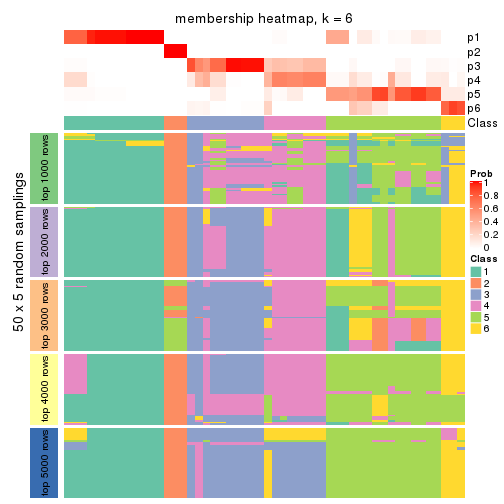 membership heatmap, k = 6
p1
p2
p3
p4
p5
p6
Class
50 x 5 random samplings
top 1000 rows
top 2000 rows
top 3000 rows
top 4000 rows
top 5000 rows
Prob
1
0.8
0.6
0.4
0.2
0
Class
1
2
3
4
5
6